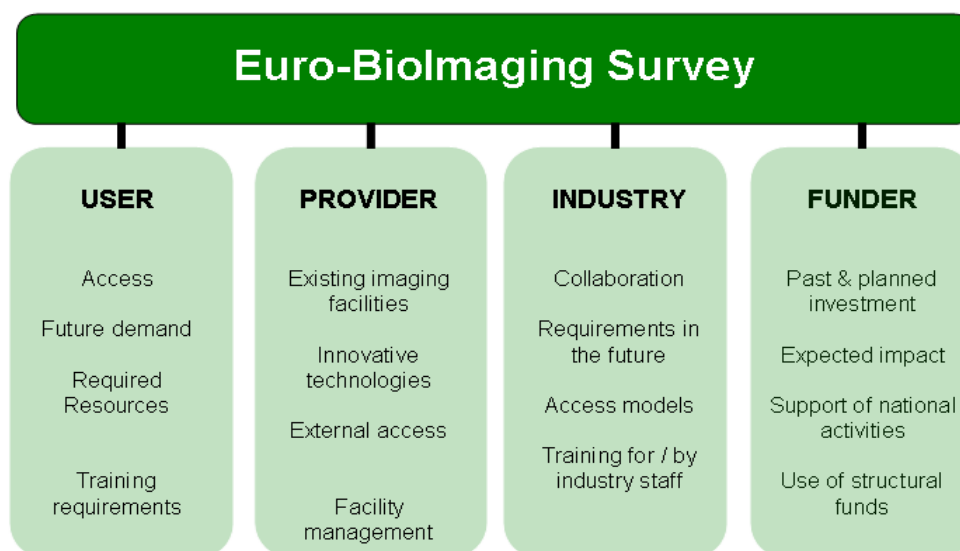 Euro-BioImaging Survey
USER
Access
Future demand
Required
Resources
Training
requirements
PROVIDER
Existing imaging
facilities
Innovative
technologies
External access
Facility
management
INDUSTRY
Collaboration
Requirements in
the future
Access models
Training for / by
industry staff
FUNDER
Past & planned
investment
Expected impact
Support of national
activities
Use of structural
funds